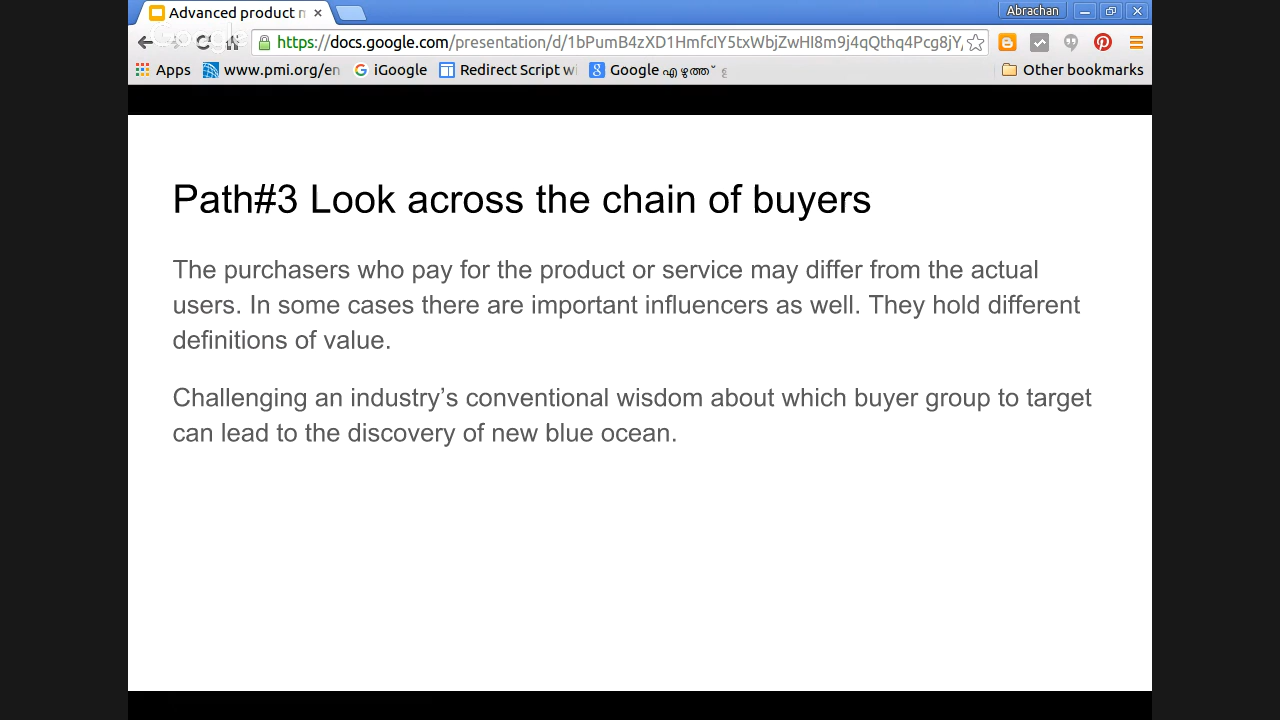 Advanced product
Abrachan
Google
https://docs.google.com/presentation/d/1bPumB4zXD1HmfclY5txWbjZwHI8m9j4qQthq4Pcg8jY/
Apps www.pmi.org/en iGoogle Redirect Script Google എഴുത്ത് Other bookmarks
Path#3 Look across the chain of buyers
The purchasers who pay for the product or service may differ from the actual
users. In some cases there are important influencers as well. They hold different
definitions of value.
Challenging an industry’s conventional wisdom about which buyer group to target
can lead to the discovery of new blue ocean.